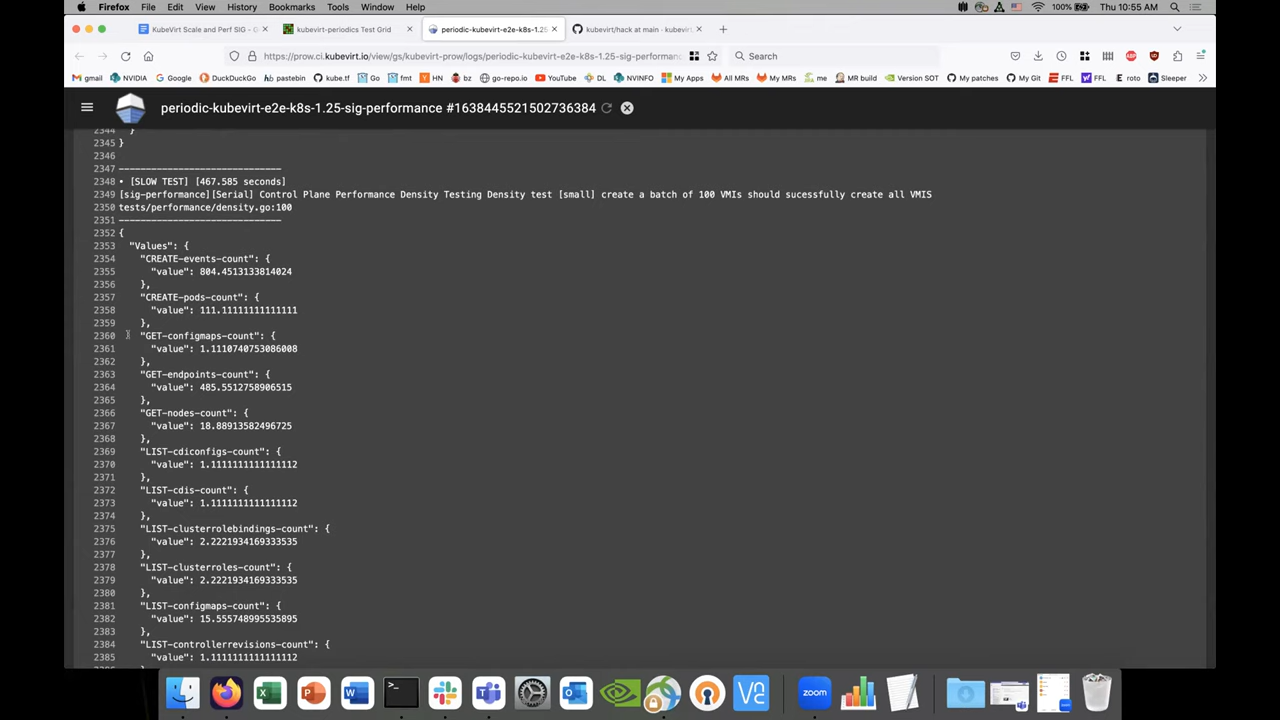 Firefox File Edit View History Bookmarks Tools Window Help 100% Thu 10:55 AM
KubeVirt Scale and Perf SIG - D
kubevirt-periodics Test Grid
periodic-kubevirt-e2e-k8s-1.25-
kubevirt/hack at main · kubevirt
https://prow.ci.kubevirt.io/view/gs/kubevirt-prow/logs/periodic-kubevirt-e2e-k8s-1.25-sig-performanc
Search
gmail NVIDIA Google DuckDuckGo pastebin kube.tf fmt HN bz go-repo.io YouTube DL NVINFO My Apps All MRs My MRs me MR build Version SOT My patches My Git FFL FFL eroto Sleeper
periodic-kubevirt-e2e-k8s-1.25-sig-performance #1638445521502736384
2344 }
2345 }
2346
2347 ------------------------------
2348 • [SLOW TEST] [467.585 seconds]
2349 [sig-performance][Serial] Control Plane Performance Density Testing Density test [small] create a batch of 100 VMIs should sucessfully create all VMIS
2350 tests/performance/density.go:100
2351 ------------------------------
2352 {
2353 "Values": {
2354 "CREATE-events-count": {
2355 "value": 804.4513133814024
2356 },
2357 "CREATE-pods-count": {
2358 "value": 111.11111111111111
2359 },
2360 "GET-configmaps-count": {
2361 "value": 1.1110740753086008
2362 },
2363 "GET-endpoints-count": {
2364 "value": 485.5512758906515
2365 },
2366 "GET-nodes-count": {
2367 "value": 18.88913582496725
2368 },
2369 "LIST-cdiconfigs-count": {
2370 "value": 1.1111111111111112
2371 },
2372 "LIST-cdis-count": {
2373 "value": 1.1111111111111112
2374 },
2375 "LIST-clusterrolebindings-count": {
2376 "value": 2.2221934169333535
2377 },
2378 "LIST-clusterroles-count": {
2379 "value": 2.2221934169333535
2380 },
2381 "LIST-configmaps-count": {
2382 "value": 15.555748995535895
2383 },
2384 "LIST-controllerrevisions-count": {
2385 "value": 1.1111111111111112
zoom